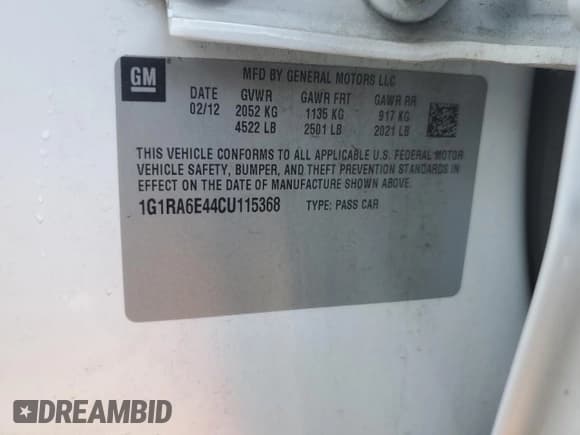 GM
MFD BY GENERAL MOTORS LLC
DATE GVWR GAWR FRT GAWR RR
02/12 2052 KG 1135 KG 917 KG
4522 LB 2501 LB 2021 LB
THIS VEHICLE CONFORMS TO ALL APPLICABLE U.S. FEDERAL MOTOR
VEHICLE SAFETY, BUMPER, AND THEFT PREVENTION STANDARDS IN
EFFECT ON THE DATE OF MANUFACTURE SHOWN ABOVE.
1G1RA6E44CU115368 TYPE: PASS CAR
DREAMBID